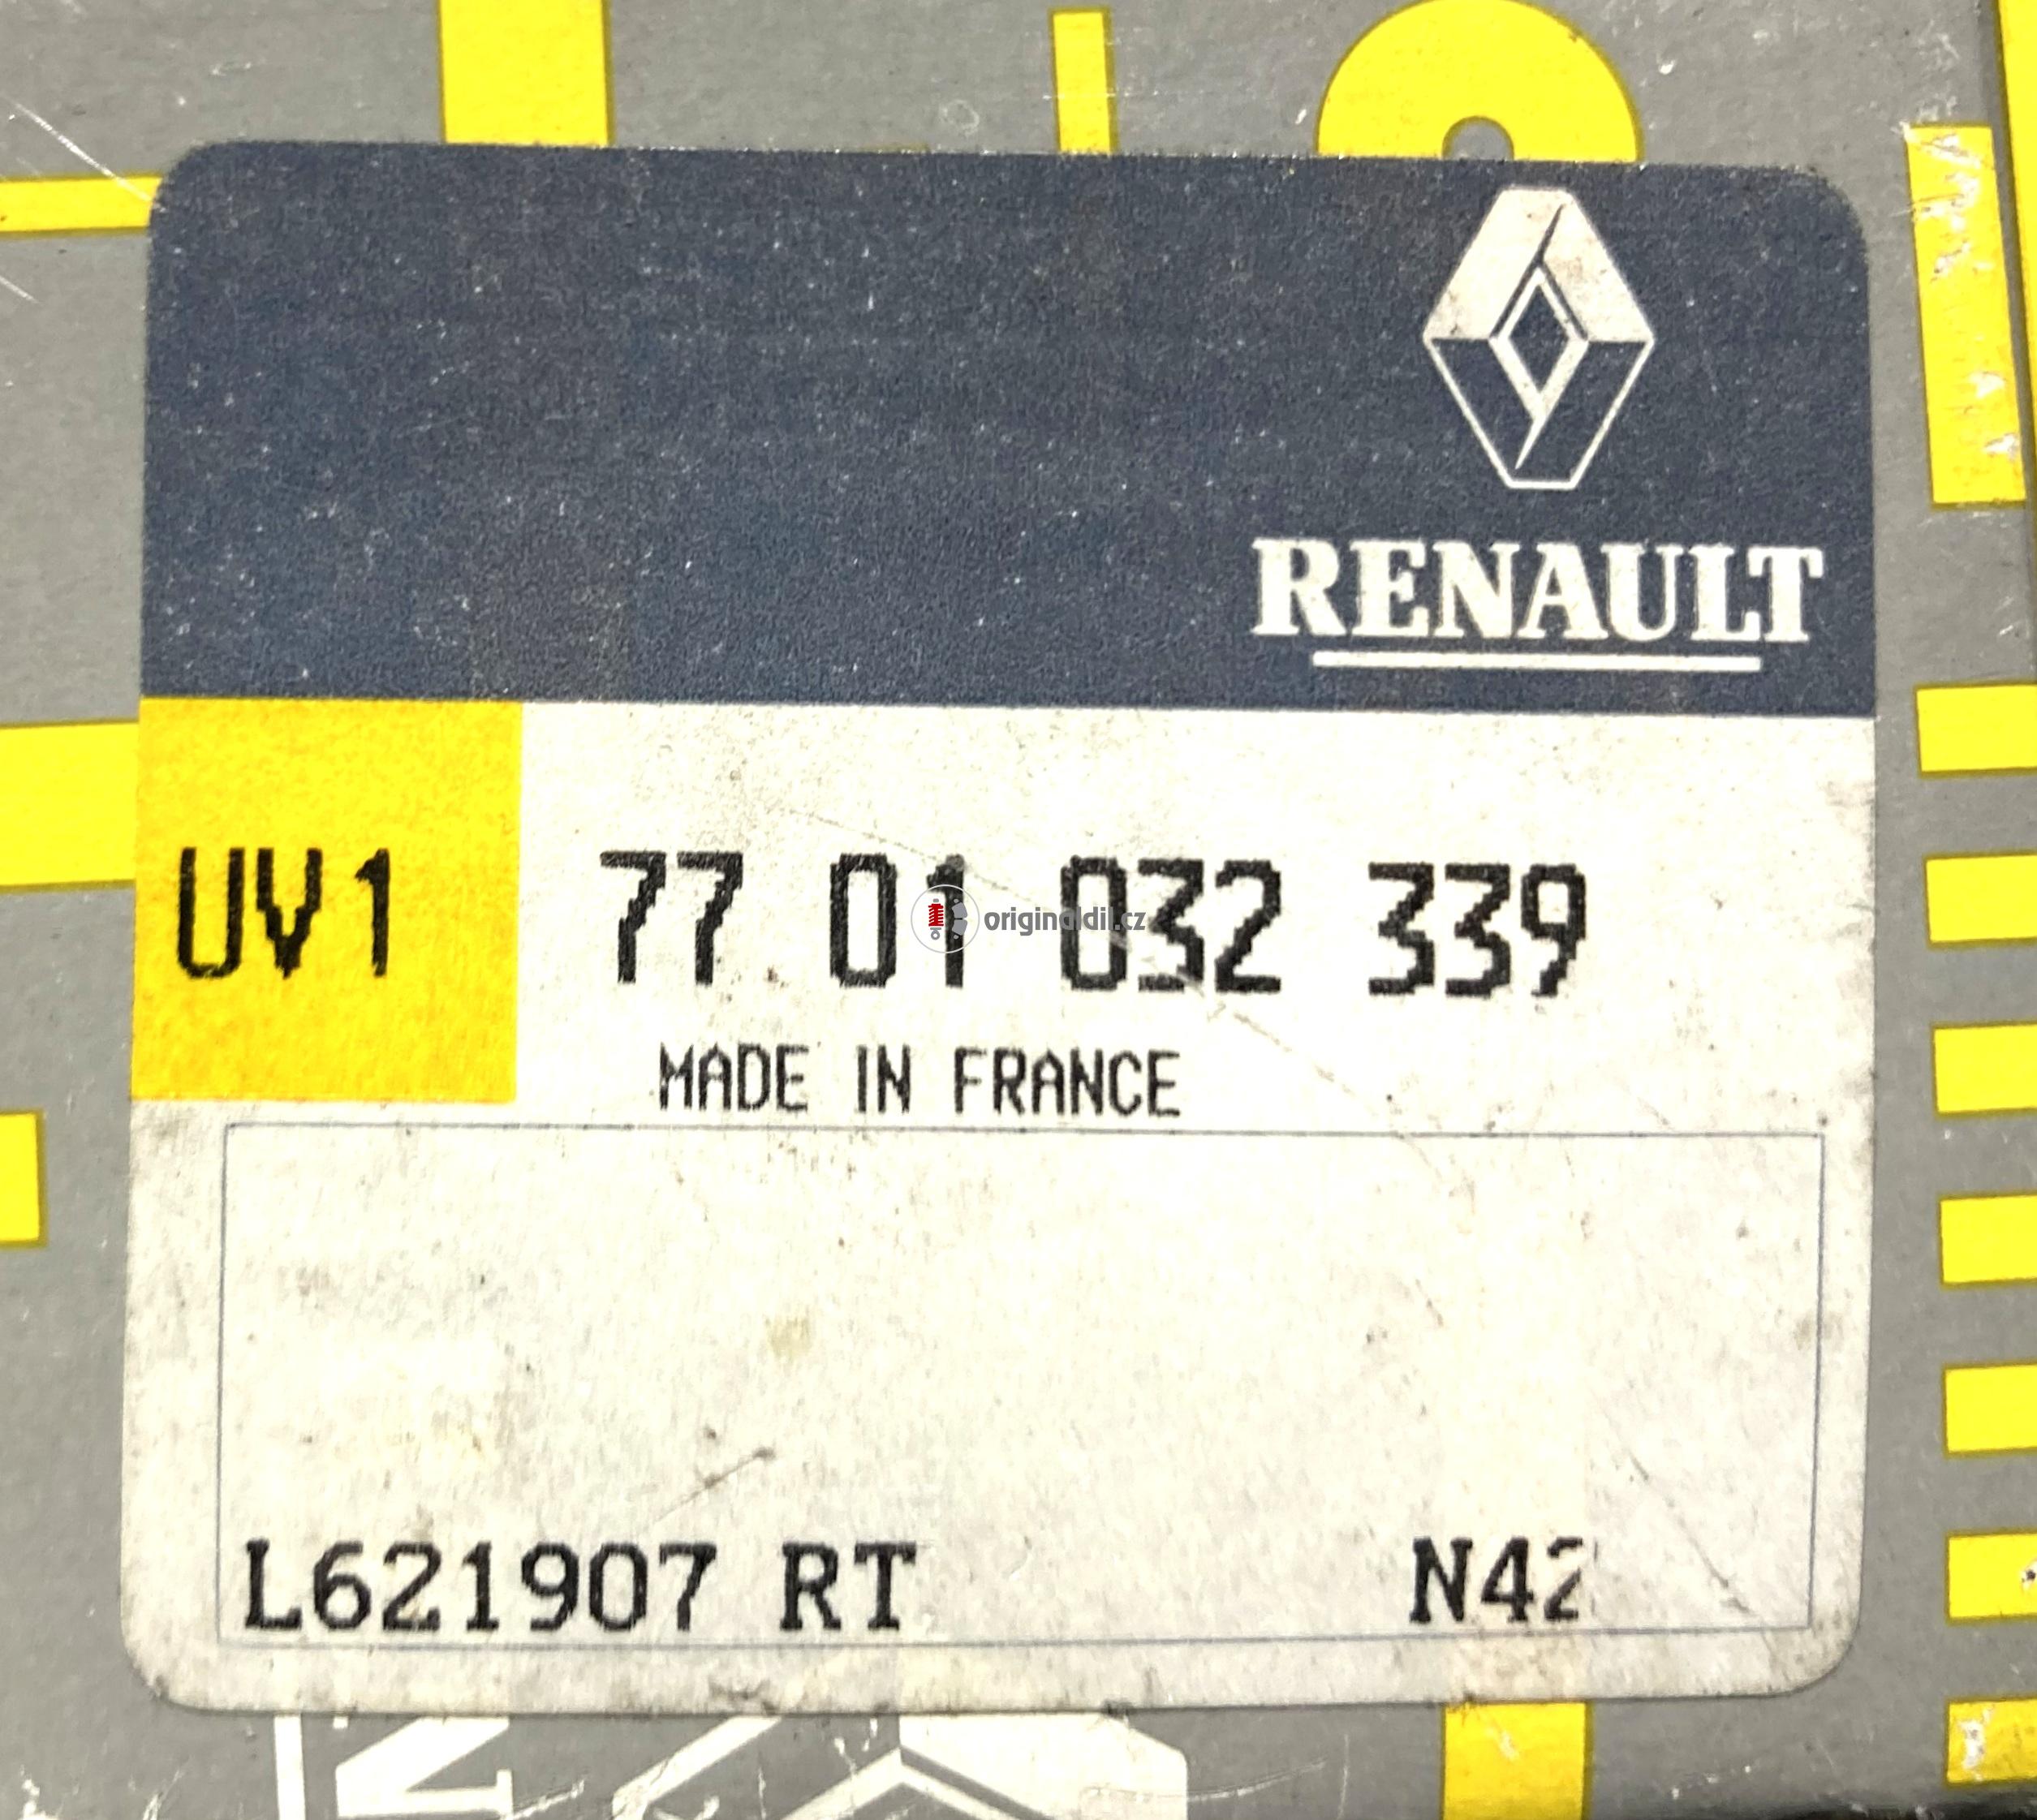 RENAULT
UV1 77 01 032 339
originaldil.cz
MADE IN FRANCE
L621907 RT N42